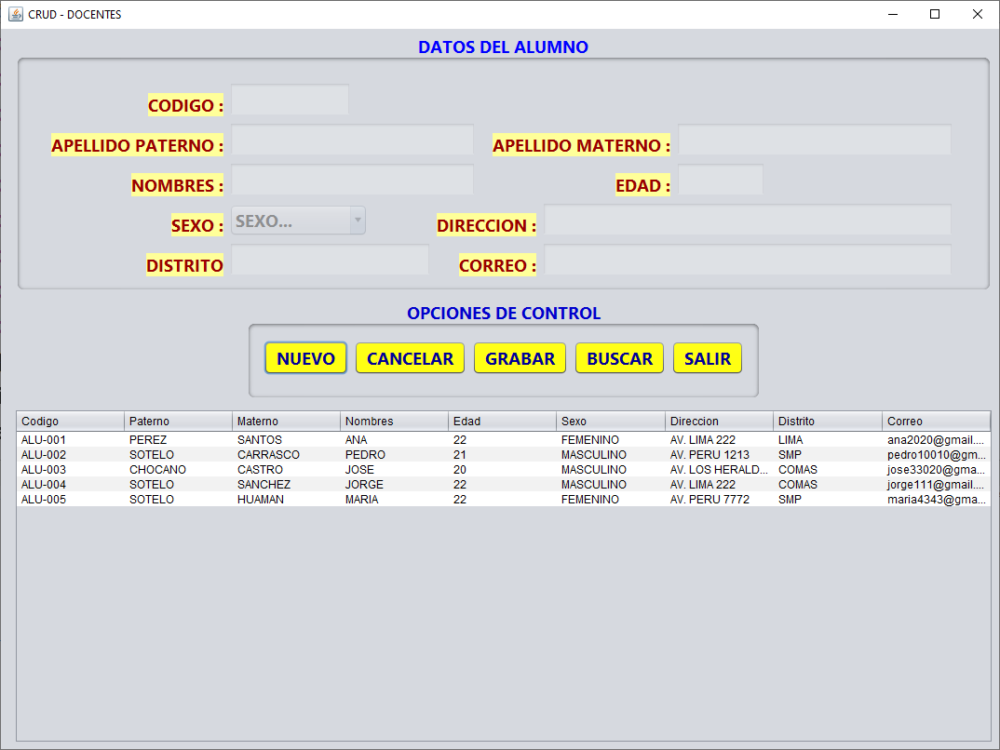 CRUD - DOCENTES
DATOS DEL ALUMNO
CODIGO :
APELLIDO PATERNO : APELLIDO MATERNO :
NOMBRES : EDAD :
SEXO : SEXO... DIRECCION :
DISTRITO CORREO :
OPCIONES DE CONTROL
NUEVO CANCELAR GRABAR BUSCAR SALIR
Codigo Paterno Materno Nombres Edad Sexo Direccion Distrito Correo
ALU-001 PEREZ SANTOS ANA 22 FEMENINO AV. LIMA 222 LIMA ana2020@gmail....
ALU-002 SOTELO CARRASCO PEDRO 21 MASCULINO AV. PERU 1213 SMP pedro10010@gm...
ALU-003 CHOCANO CASTRO JOSE 20 MASCULINO AV. LOS HERALD... COMAS jose33020@gma...
ALU-004 SOTELO SANCHEZ JORGE 22 MASCULINO AV. LIMA 222 COMAS jorge111@gmail....
ALU-005 SOTELO HUAMAN MARIA 22 FEMENINO AV. PERU 7772 SMP maria4343@gma...